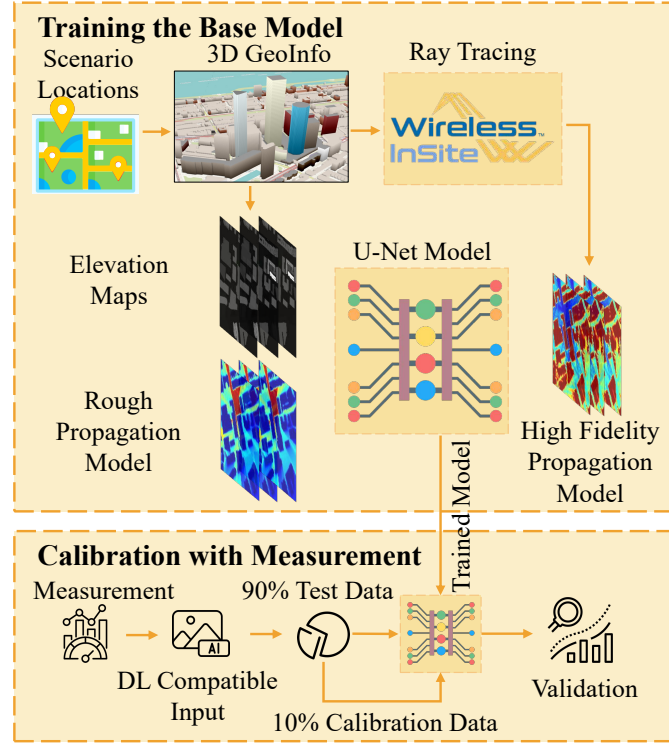 Training the Base Model
Scenario
Locations
3D GeoInfo
Ray Tracing
Wireless™
InSite
Elevation
Maps
U-Net Model
Rough
Propagation
Model
High Fidelity
Propagation
Model
Trained Model
Calibration with Measurement
Measurement
90% Test Data
AI
DL Compatible
Input
10% Calibration Data
Validation